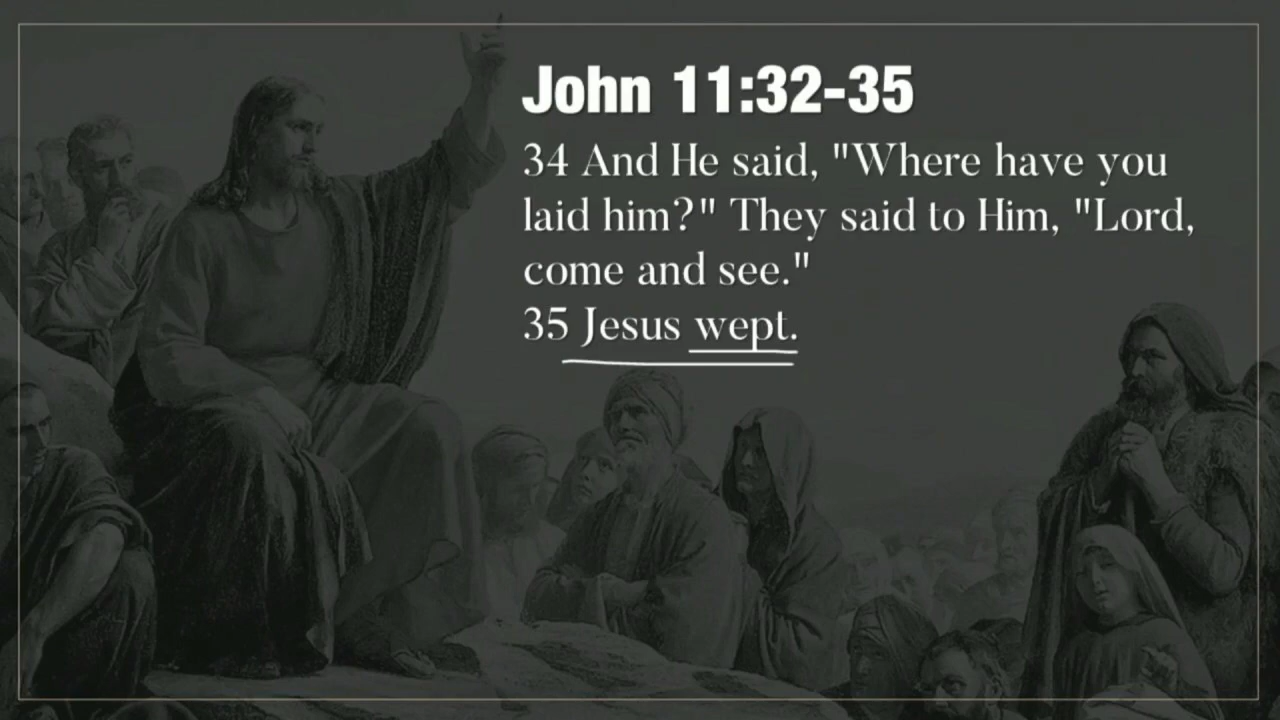 John 11:32-35
34 And He said, "Where have you
laid him?" They said to Him, "Lord,
come and see."
35 Jesus wept.